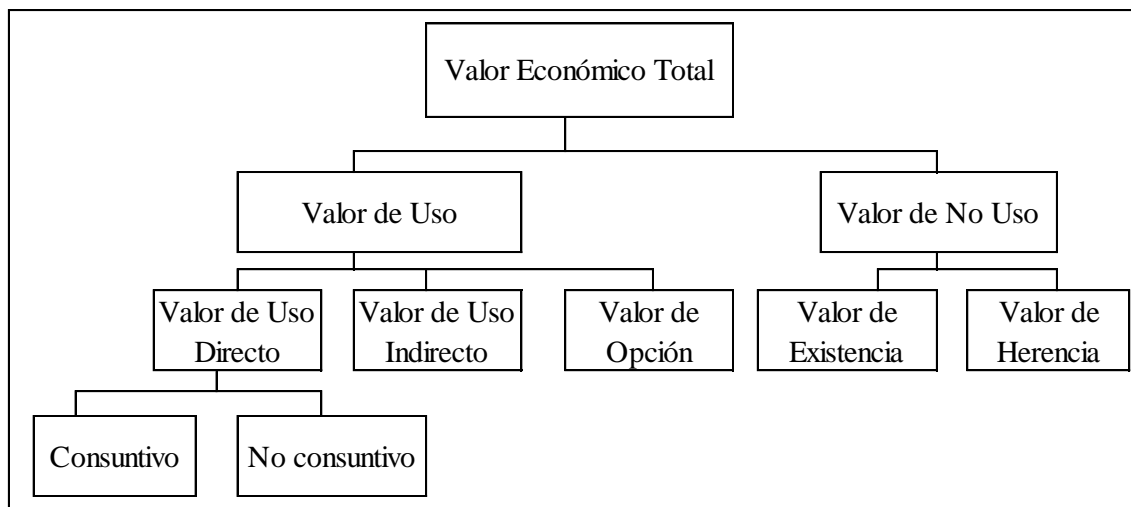 Valor Económico Total
Valor de Uso
Valor de No Uso
Valor de Uso
Directo
Valor de Uso
Indirecto
Valor de
Opción
Valor de
Existencia
Valor de
Herencia
Consuntivo
No consuntivo